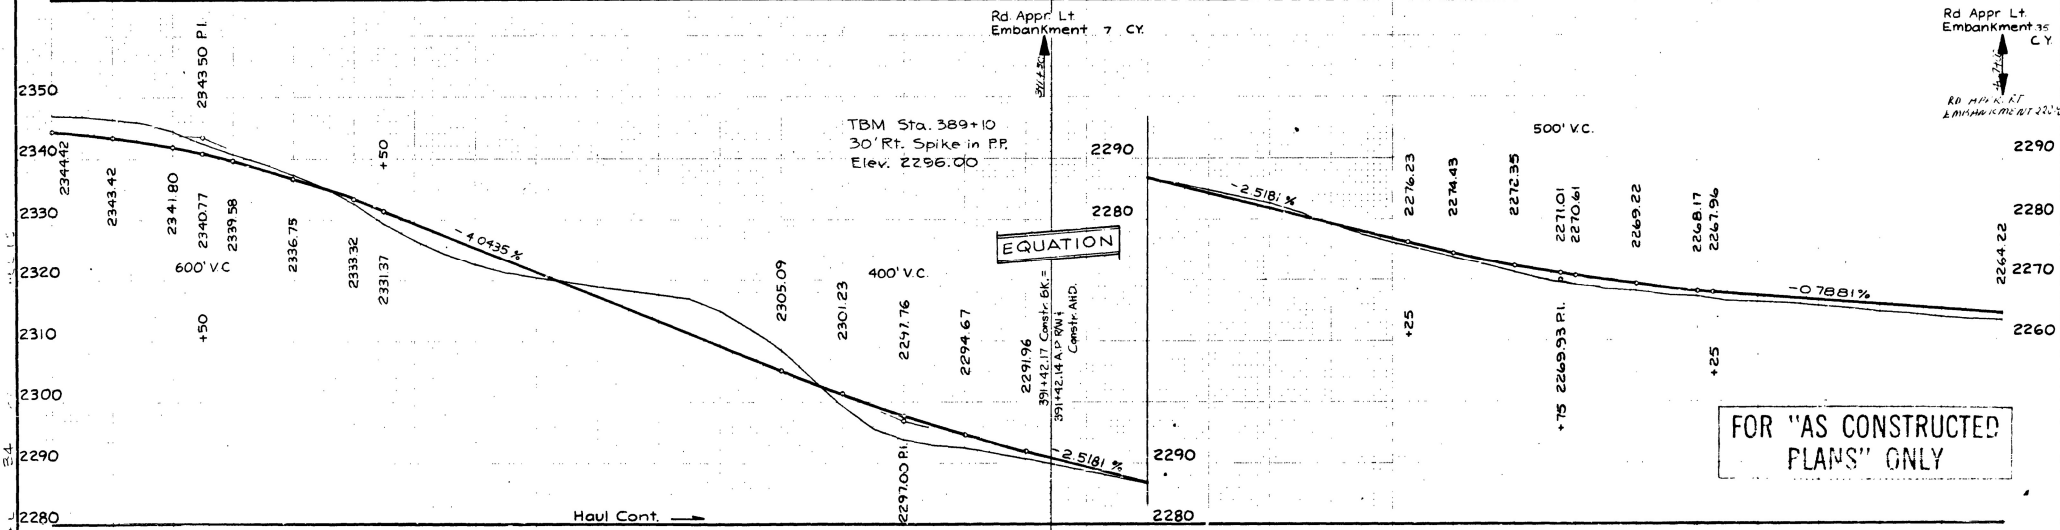 Rd. Appr. Lt.
Embankment 7 CY.
Rd Appr Lt.
Embankment 35
C.Y.
2350
2340
2330
2320
2310
2300
2290
2280
2344.42
2343.42
2341.80
2343.50 P.I.
2340.77
2339.58
2336.75
2333.32
2331.37
+50
600' V.C
+50
-4.0435%
TBM Sta. 389+10
30' Rt. Spike in P.P.
Elev. 2296.00
2305.09
2301.23
400' V.C.
2297.76
2294.67
2291.96
2297.00 P.I.
EQUATION
391+42.17 Constr. BK.=
391+42.14 A.P. R/W &
Constr. AHD.
-2.5181 %
Haul Cont.
2290
2280
2290
2280
-2.5181 %
500' V.C.
2276.23
2274.43
2272.35
2271.01
2270.61
2269.22
2268.17
2267.96
+25
+75 2269.93 P.I.
+25
-0.7881%
2264.22
2290
2280
2270
2260
FOR "AS CONSTRUCTED
PLANS" ONLY